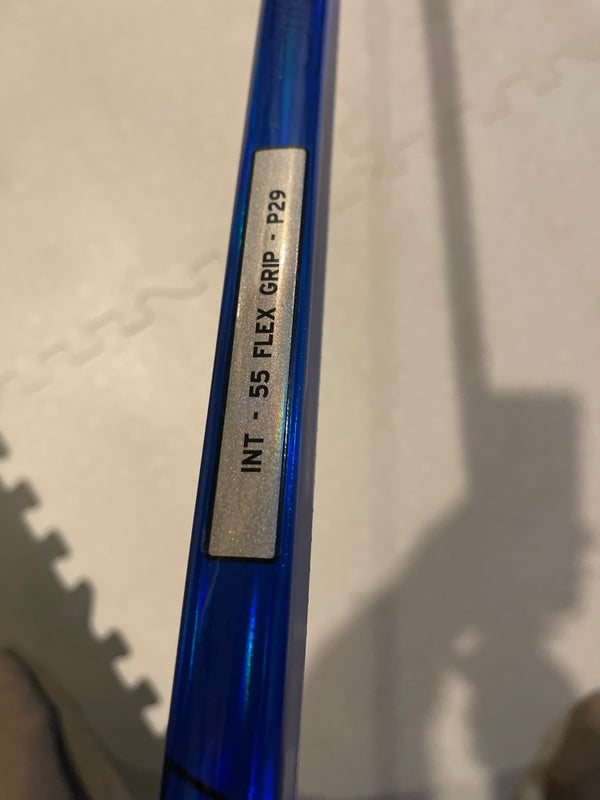 INT - 55 FLEX GRIP - P29